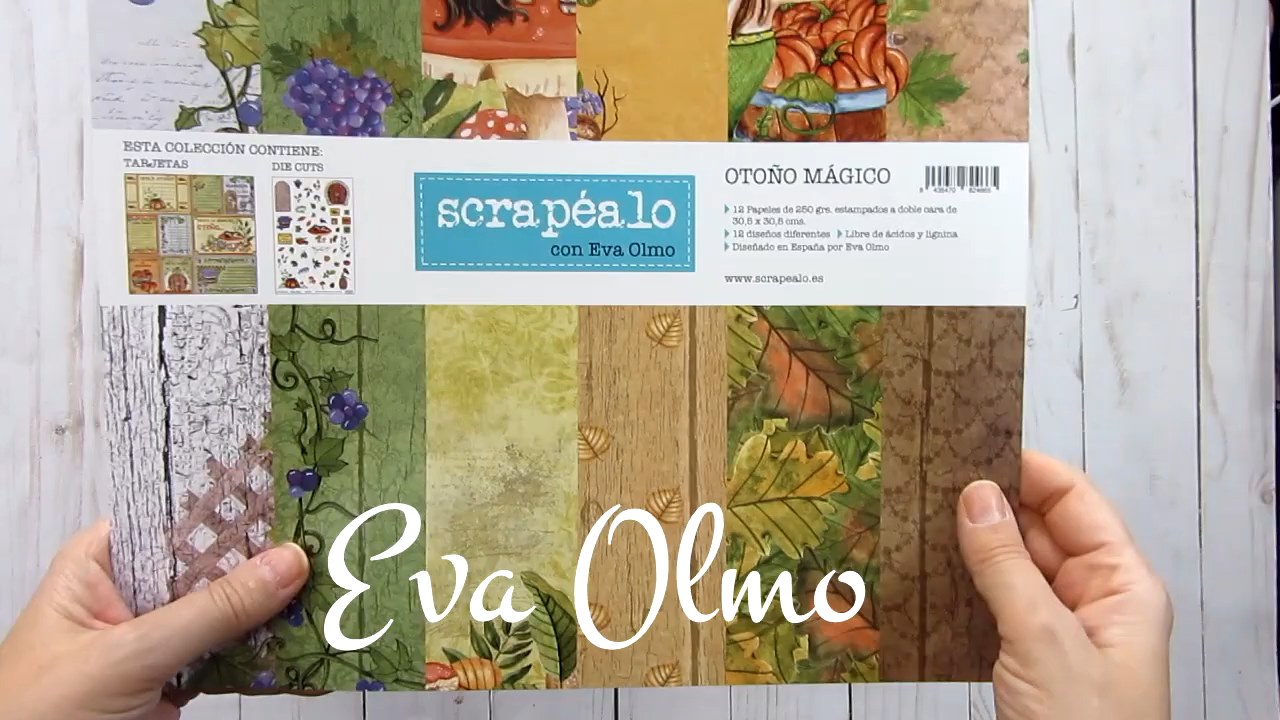 ESTA COLECCIÓN CONTIENE:
TARJETAS
DIE CUTS
scrapéalo
con Eva Olmo
OTOÑO MÁGICO
12 Papeles de 250 grs. estampados a doble cara de
30,5 x 30,5 cms.
12 diseños diferentes Libre de ácidos y lignina
Diseñado en España por Eva Olmo
www.scrapealo.es
Eva Olmo